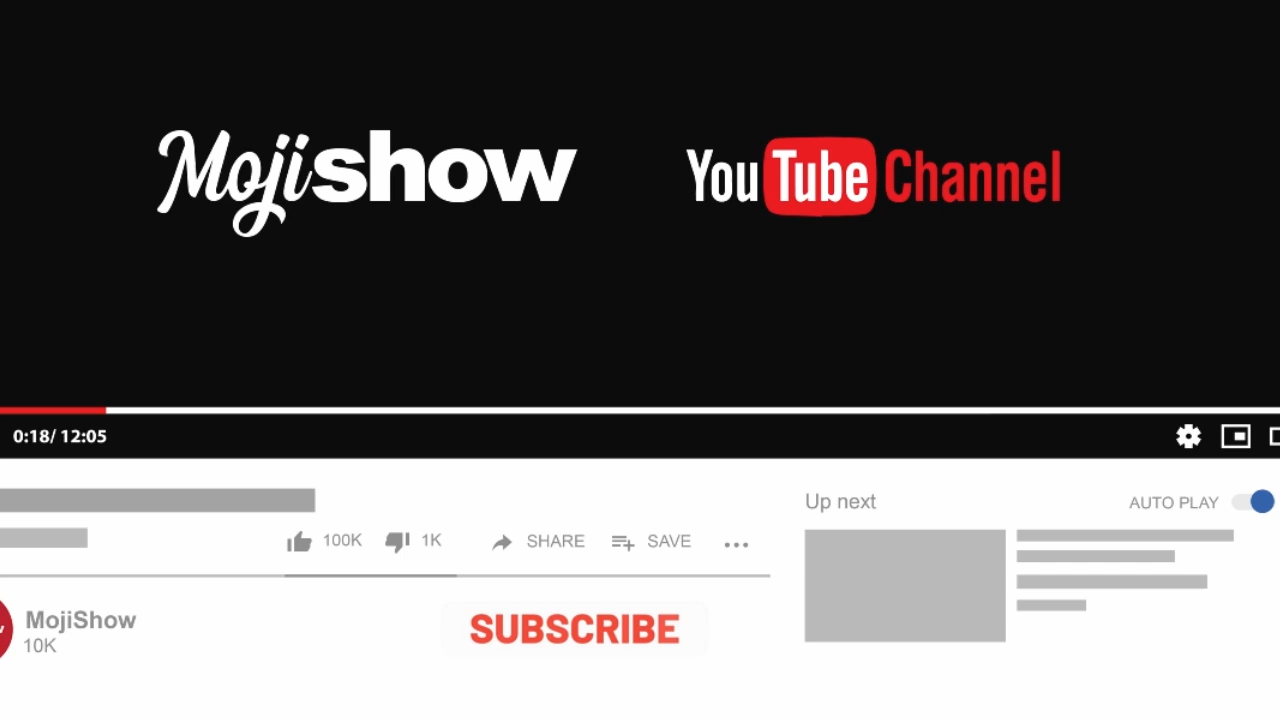 Mojishow
YouTube Channel
0:18/ 12:05
Up next
AUTO PLAY
100K
1K
SHARE
SAVE
MojiShow
10K
SUBSCRIBE